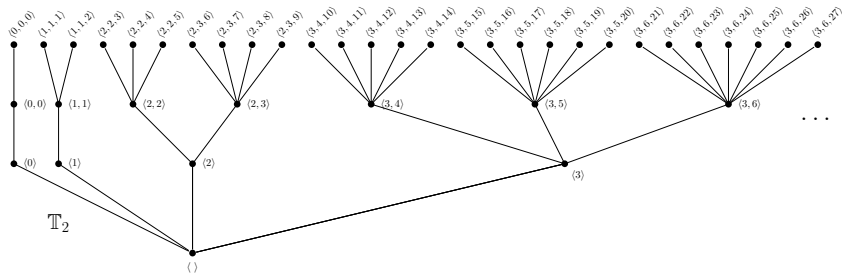 ⟨0, 0, 0⟩ ⟨1, 1, 1⟩ ⟨1, 1, 2⟩ ⟨2, 2, 3⟩ ⟨2, 2, 4⟩ ⟨2, 2, 5⟩ ⟨2, 3, 6⟩ ⟨2, 3, 7⟩ ⟨2, 3, 8⟩ ⟨2, 3, 9⟩ ⟨3, 4, 10⟩ ⟨3, 4, 11⟩ ⟨3, 4, 12⟩ ⟨3, 4, 13⟩ ⟨3, 4, 14⟩ ⟨3, 5, 15⟩ ⟨3, 5, 16⟩ ⟨3, 5, 17⟩ ⟨3, 5, 18⟩ ⟨3, 5, 19⟩ ⟨3, 5, 20⟩ ⟨3, 6, 21⟩ ⟨3, 6, 22⟩ ⟨3, 6, 23⟩ ⟨3, 6, 24⟩ ⟨3, 6, 25⟩ ⟨3, 6, 26⟩ ⟨3, 6, 27⟩
⟨0, 0⟩ ⟨1, 1⟩ ⟨2, 2⟩ ⟨2, 3⟩ ⟨3, 4⟩ ⟨3, 5⟩ ⟨3, 6⟩
...
⟨0⟩ ⟨1⟩ ⟨2⟩ ⟨3⟩
𝕋₂
⟨ ⟩